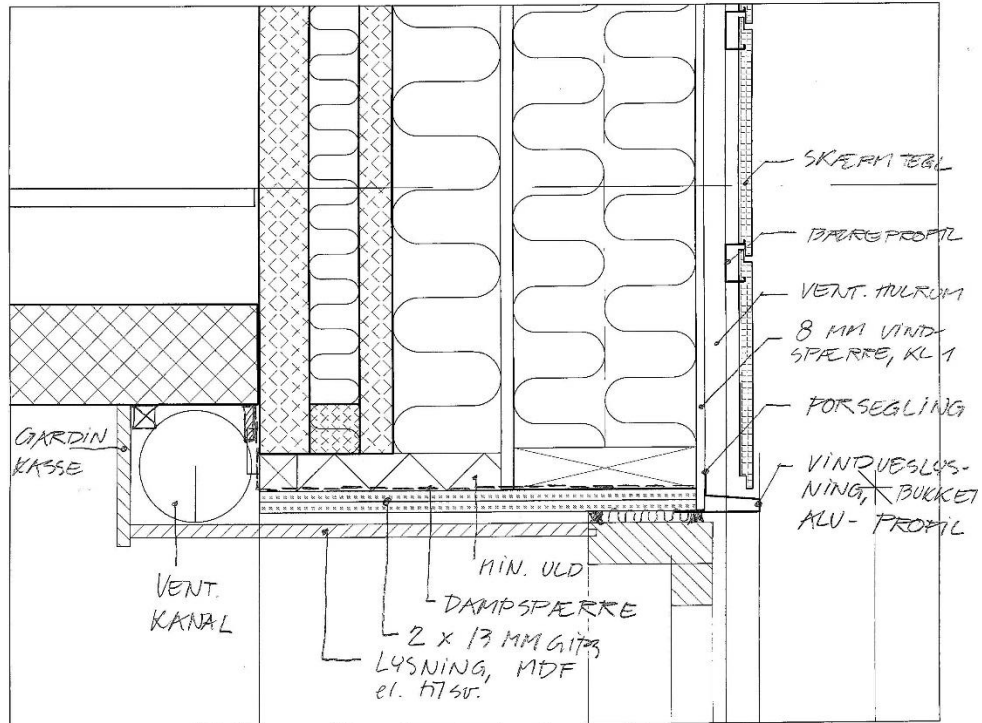 SKÆRM TEGL
BÆREPROFIL
VENT. HULRUM
8 MM VIND-
SPÆRRE, KL 1
FORSEGLING
VINDUESLYS-
NING, BUKKET
ALU-PROFIL
GARDIN
KASSE
VENT.
KANAL
MIN. ULD
DAMPSPÆRRE
2 x 13 MM GIPS
LYSNING, MDF
el. tilsv.